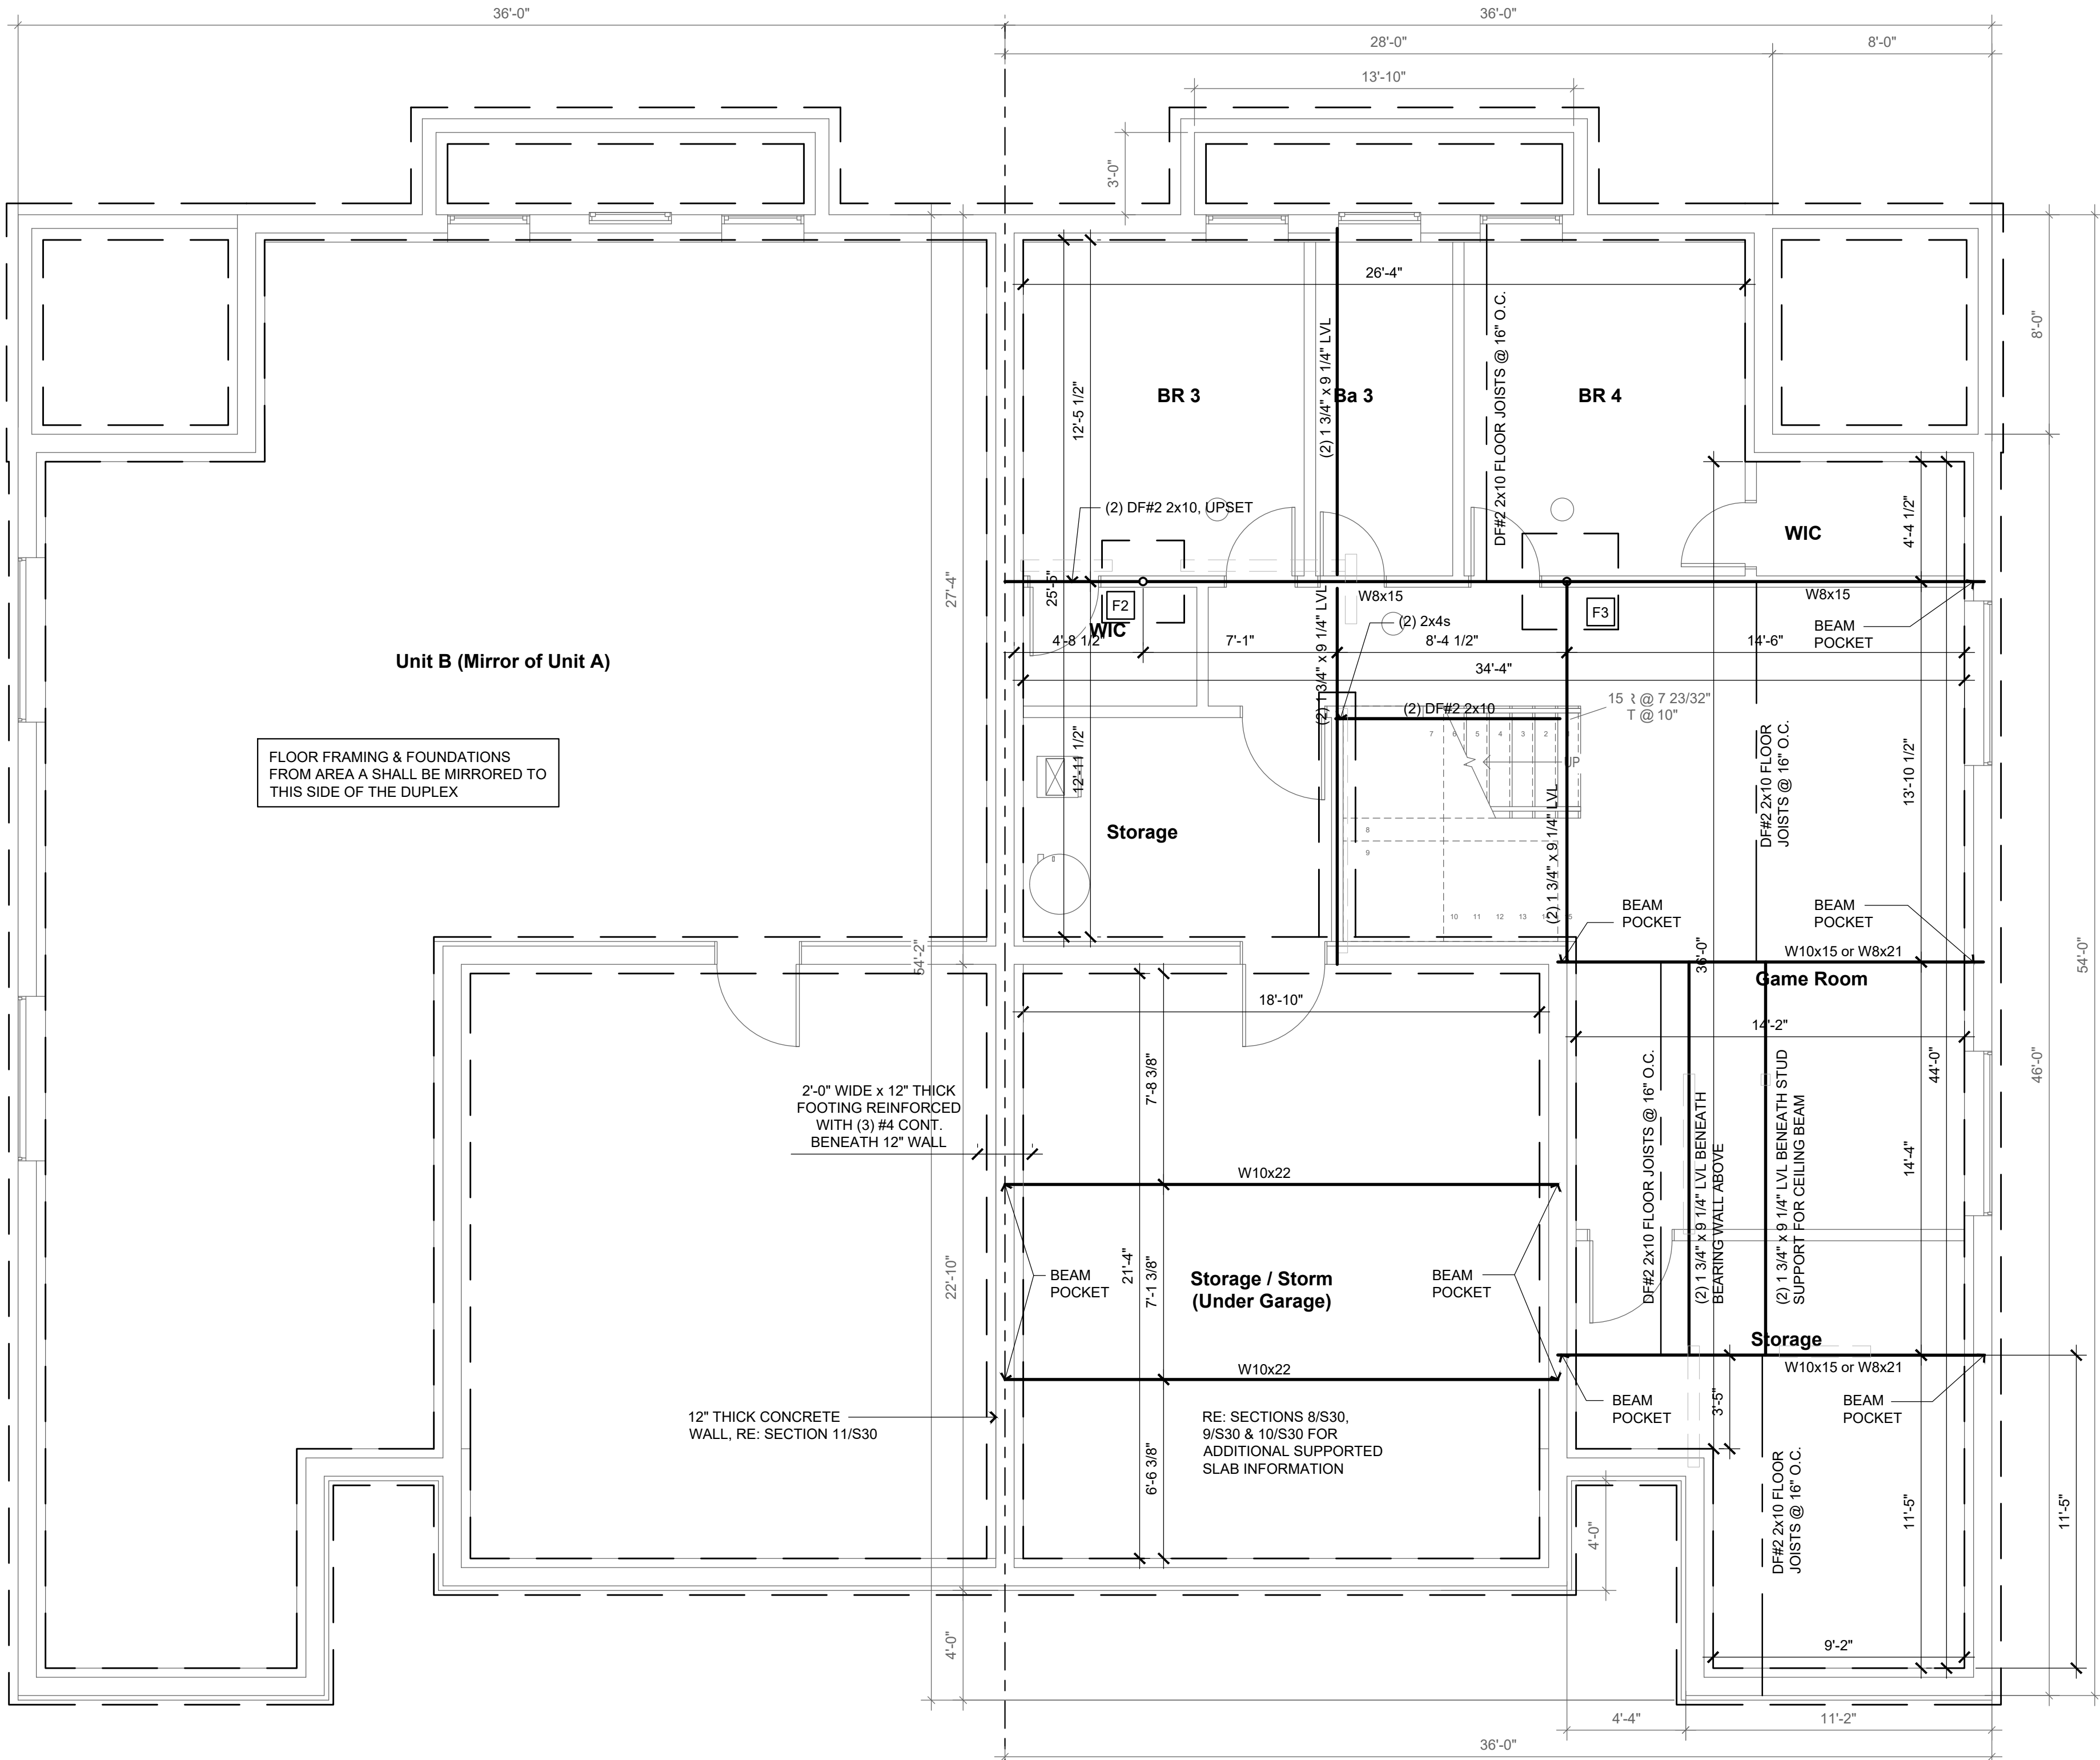 36'-0"
36'-0"
28'-0"
8'-0"
13'-10"
3'-0"
26'-4"
8'-0"
(2) 1 3/4" x 9 1/4" LVL
DF#2 2x10 FLOOR JOISTS @ 16" O.C.
12'-5 1/2"
BR 3
Ba 3
BR 4
(2) DF#2 2x10, UPSET
WIC
4'-4 1/2"
27'-4"
25'-5"
F2
W8x15
F3
W8x15
BEAM
POCKET
WIC
(2) 2x4s
4'-8 1/2"
7'-1"
8'-4 1/2"
14'-6"
34'-4"
Unit B (Mirror of Unit A)
(2) 1 3/4" x 9 1/4" LVL
(2) DF#2 2x10
15 R @ 7 23/32"
T @ 10"
7
6
5
4
3
2
UP
FLOOR FRAMING & FOUNDATIONS
FROM AREA A SHALL BE MIRRORED TO
THIS SIDE OF THE DUPLEX
12'-11 1/2"
DF#2 2x10 FLOOR
JOISTS @ 16" O.C.
13'-10 1/2"
Storage
8
9
(2) 1 3/4" x 9 1/4" LVL
10
11
12
13
14
15
BEAM
POCKET
BEAM
POCKET
54'-2"
36'-0"
W10x15 or W8x21
Game Room
54'-0"
18'-10"
14'-2"
44'-0"
46'-0"
7'-8 3/8"
2'-0" WIDE x 12" THICK
FOOTING REINFORCED
WITH (3) #4 CONT.
BENEATH 12" WALL
DF#2 2x10 FLOOR JOISTS @ 16" O.C.
(2) 1 3/4" x 9 1/4" LVL BENEATH
BEARING WALL ABOVE
(2) 1 3/4" x 9 1/4" LVL BENEATH STUD
SUPPORT FOR CEILING BEAM
14'-4"
W10x22
22'-10"
BEAM
POCKET
21'-4"
7'-1 3/8"
Storage / Storm
(Under Garage)
BEAM
POCKET
Storage
W10x22
W10x15 or W8x21
12" THICK CONCRETE
WALL, RE: SECTION 11/S30
RE: SECTIONS 8/S30,
9/S30 & 10/S30 FOR
ADDITIONAL SUPPORTED
SLAB INFORMATION
BEAM
POCKET
3'-5"
BEAM
POCKET
6'-6 3/8"
DF#2 2x10 FLOOR
JOISTS @ 16" O.C.
11'-5"
11'-5"
4'-0"
4'-0"
9'-2"
4'-4"
11'-2"
36'-0"